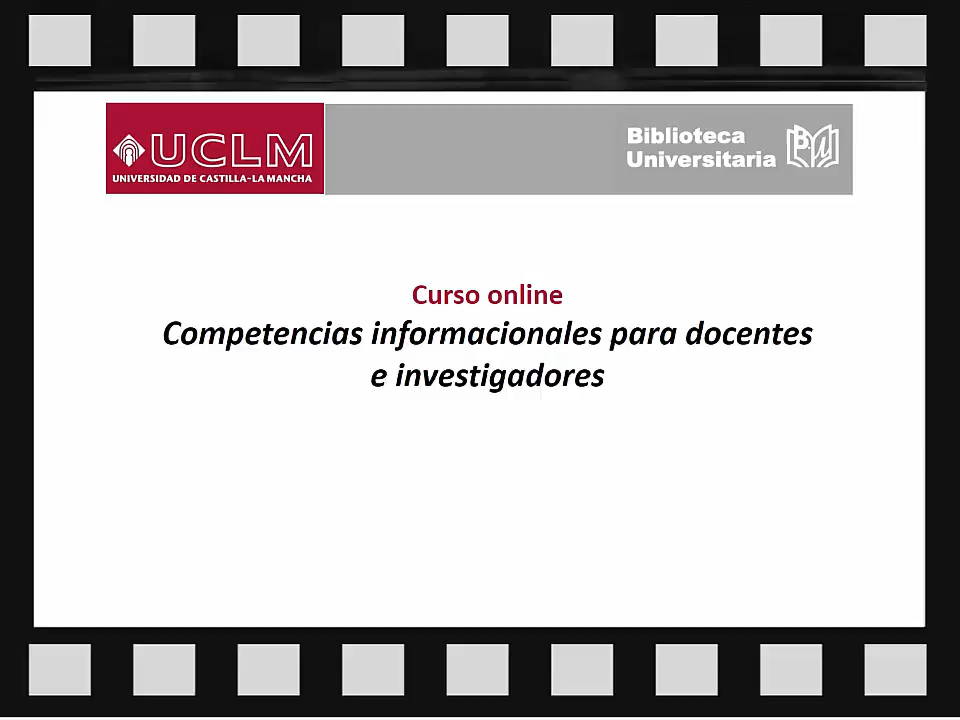 UCLM
UNIVERSIDAD DE CASTILLA-LA MANCHA
Biblioteca
Universitaria
Curso online
Competencias informacionales para docentes
e investigadores